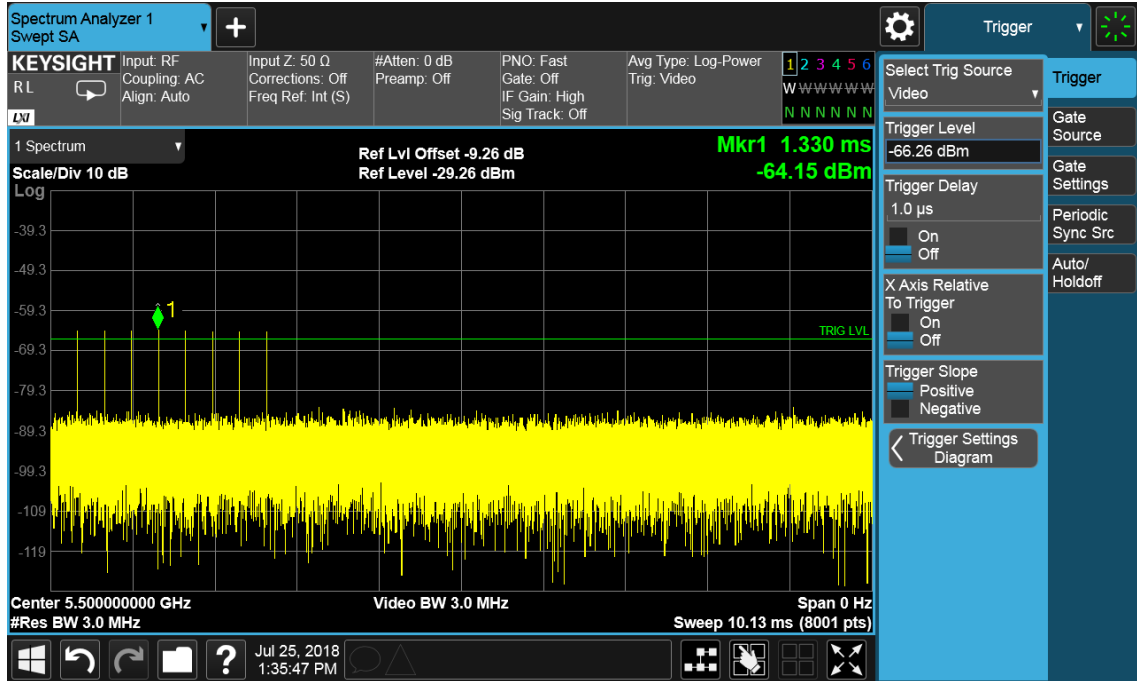 Spectrum Analyzer 1
Swept SA
+
Trigger
KEYSIGHT
RL
LXI
Input: RF
Coupling: AC
Align: Auto
Input Z: 50 Ω
Corrections: Off
Freq Ref: Int (S)
#Atten: 0 dB
Preamp: Off
PNO: Fast
Gate: Off
IF Gain: High
Sig Track: Off
Avg Type: Log-Power
Trig: Video
1 2 3 4 5 6
W W W W W W
N N N N N N
1 Spectrum
Scale/Div 10 dB
Log
Ref Lvl Offset -9.26 dB
Ref Level -29.26 dBm
Mkr1 1.330 ms
-64.15 dBm
-39.3
-49.3
-59.3
-69.3
-79.3
-89.3
-99.3
-109
-119
1
TRIG LVL
Center 5.500000000 GHz
#Res BW 3.0 MHz
Video BW 3.0 MHz
Span 0 Hz
Sweep 10.13 ms (8001 pts)
Select Trig Source
Video
Trigger Level
-66.26 dBm
Trigger Delay
1.0 µs
On
Off
X Axis Relative
To Trigger
On
Off
Trigger Slope
Positive
Negative
Trigger Settings
Diagram
Trigger
Gate
Source
Gate
Settings
Periodic
Sync Src
Auto/
Holdoff
?
Jul 25, 2018
1:35:47 PM